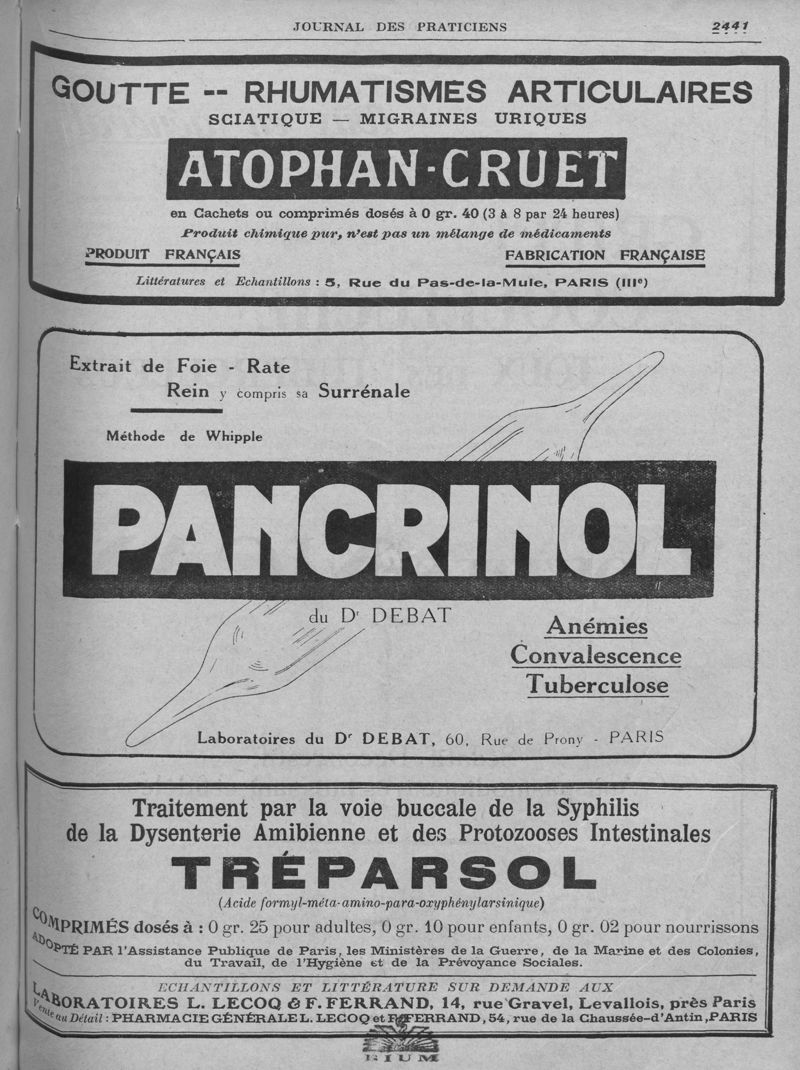 JOURNAL DES PRATICIENS 2441
GOUTTE -- RHUMATISMES ARTICULAIRES
SCIATIQUE — MIGRAINES URIQUES
ATOPHAN-CRUET
en Cachets ou comprimés dosés à 0 gr. 40 (3 à 8 par 24 heures)
Produit chimique pur, n'est pas un mélange de médicaments
PRODUIT FRANÇAIS FABRICATION FRANÇAISE
Littératures et Echantillons : 5, Rue du Pas-de-la-Mule, PARIS (IIIe)
Extrait de Foie - Rate
Rein y compris sa Surrénale
Méthode de Whipple
PANCRINOL
du Dr DEBAT
Anémies
Convalescence
Tuberculose
Laboratoires du Dr DEBAT, 60, Rue de Prony - PARIS
Traitement par la voie buccale de la Syphilis
de la Dysenterie Amibienne et des Protozooses Intestinales
TRÉPARSOL
(Acide formyl-méta-amino-para-oxyphénylarsinique)
COMPRIMÉS dosés à : 0 gr. 25 pour adultes, 0 gr. 10 pour enfants, 0 gr. 02 pour nourrissons
ADOPTÉ PAR l'Assistance Publique de Paris, les Ministères de la Guerre, de la Marine et des Colonies,
du Travail, de l'Hygiène et de la Prévoyance Sociales.
ECHANTILLONS ET LITTÉRATURE SUR DEMANDE AUX
LABORATOIRES L. LECOQ & F. FERRAND, 14, rue Gravel, Levallois, près Paris
Vente au Détail : PHARMACIE GÉNÉRALE L. LECOQ et F. FERRAND, 54, rue de la Chaussée-d'Antin, PARIS
BIUM